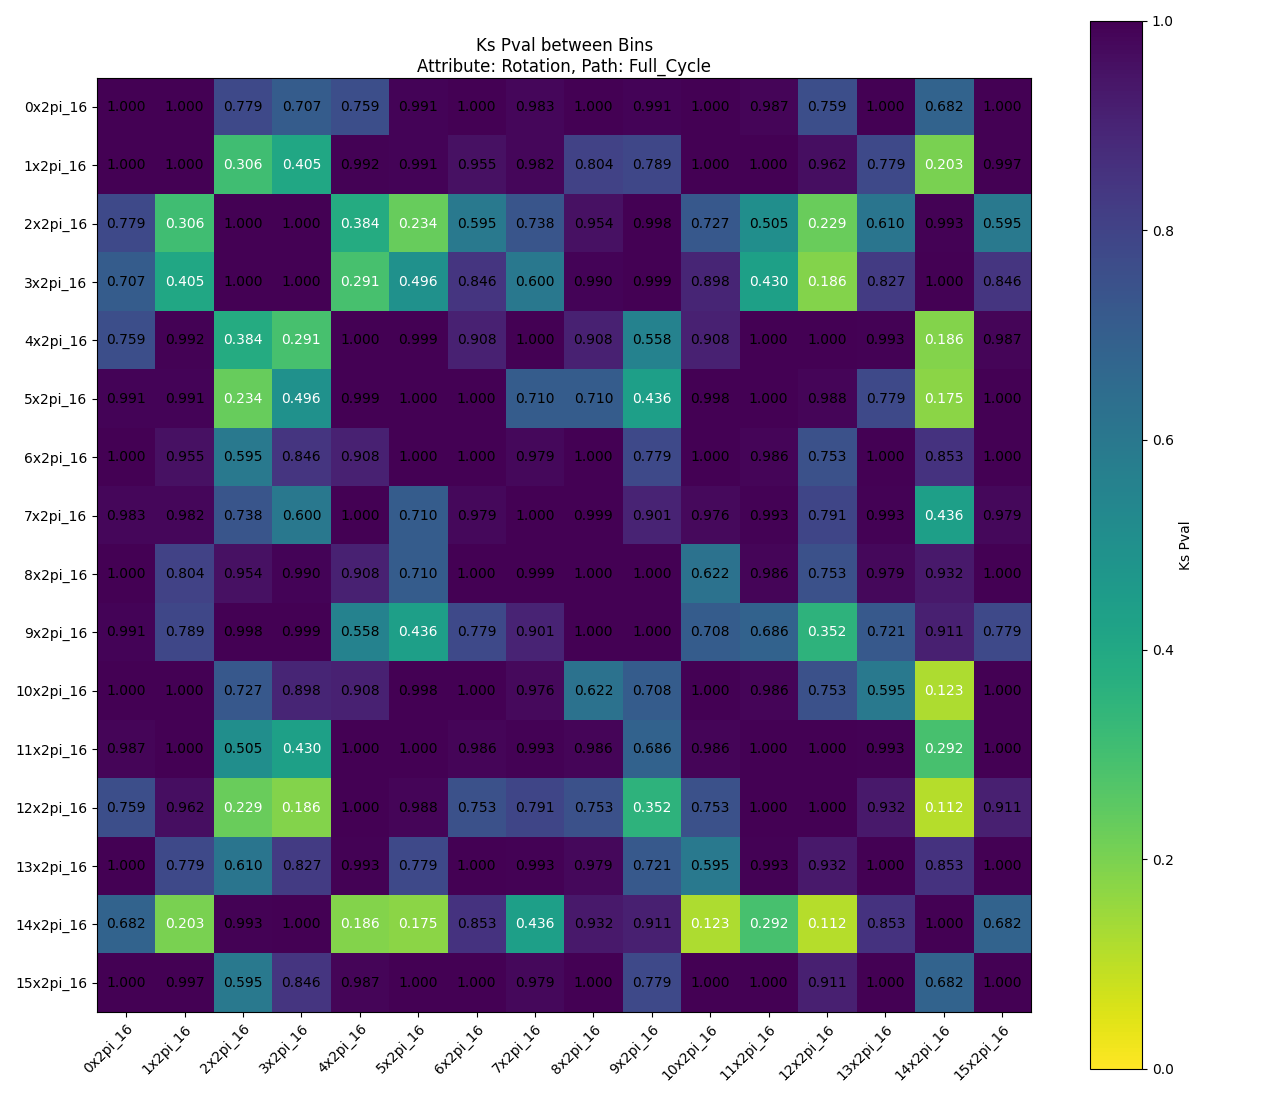 Ks Pval between Bins
Attribute: Rotation, Path: Full_Cycle
0x2pi_16 1.000 1.000 0.779 0.707 0.759 0.991 1.000 0.983 1.000 0.991 1.000 0.987 0.759 1.000 0.682 1.000
1x2pi_16 1.000 1.000 0.306 0.405 0.992 0.991 0.955 0.982 0.804 0.789 1.000 1.000 0.962 0.779 0.203 0.997
2x2pi_16 0.779 0.306 1.000 1.000 0.384 0.234 0.595 0.738 0.954 0.998 0.727 0.505 0.229 0.610 0.993 0.595
3x2pi_16 0.707 0.405 1.000 1.000 0.291 0.496 0.846 0.600 0.990 0.999 0.898 0.430 0.186 0.827 1.000 0.846
4x2pi_16 0.759 0.992 0.384 0.291 1.000 0.999 0.908 1.000 0.908 0.558 0.908 1.000 1.000 0.993 0.186 0.987
5x2pi_16 0.991 0.991 0.234 0.496 0.999 1.000 1.000 0.710 0.710 0.436 0.998 1.000 0.988 0.779 0.175 1.000
6x2pi_16 1.000 0.955 0.595 0.846 0.908 1.000 1.000 0.979 1.000 0.779 1.000 0.986 0.753 1.000 0.853 1.000
7x2pi_16 0.983 0.982 0.738 0.600 1.000 0.710 0.979 1.000 0.999 0.901 0.976 0.993 0.791 0.993 0.436 0.979
8x2pi_16 1.000 0.804 0.954 0.990 0.908 0.710 1.000 0.999 1.000 1.000 0.622 0.986 0.753 0.979 0.932 1.000
9x2pi_16 0.991 0.789 0.998 0.999 0.558 0.436 0.779 0.901 1.000 1.000 0.708 0.686 0.352 0.721 0.911 0.779
10x2pi_16 1.000 1.000 0.727 0.898 0.908 0.998 1.000 0.976 0.622 0.708 1.000 0.986 0.753 0.595 0.123 1.000
11x2pi_16 0.987 1.000 0.505 0.430 1.000 1.000 0.986 0.993 0.986 0.686 0.986 1.000 1.000 0.993 0.292 1.000
12x2pi_16 0.759 0.962 0.229 0.186 1.000 0.988 0.753 0.791 0.753 0.352 0.753 1.000 1.000 0.932 0.112 0.911
13x2pi_16 1.000 0.779 0.610 0.827 0.993 0.779 1.000 0.993 0.979 0.721 0.595 0.993 0.932 1.000 0.853 1.000
14x2pi_16 0.682 0.203 0.993 1.000 0.186 0.175 0.853 0.436 0.932 0.911 0.123 0.292 0.112 0.853 1.000 0.682
15x2pi_16 1.000 0.997 0.595 0.846 0.987 1.000 1.000 0.979 1.000 0.779 1.000 1.000 0.911 1.000 0.682 1.000
0x2pi_16 1x2pi_16 2x2pi_16 3x2pi_16 4x2pi_16 5x2pi_16 6x2pi_16 7x2pi_16 8x2pi_16 9x2pi_16 10x2pi_16 11x2pi_16 12x2pi_16 13x2pi_16 14x2pi_16 15x2pi_16
1.0
0.8
0.6
0.4
0.2
0.0
Ks Pval